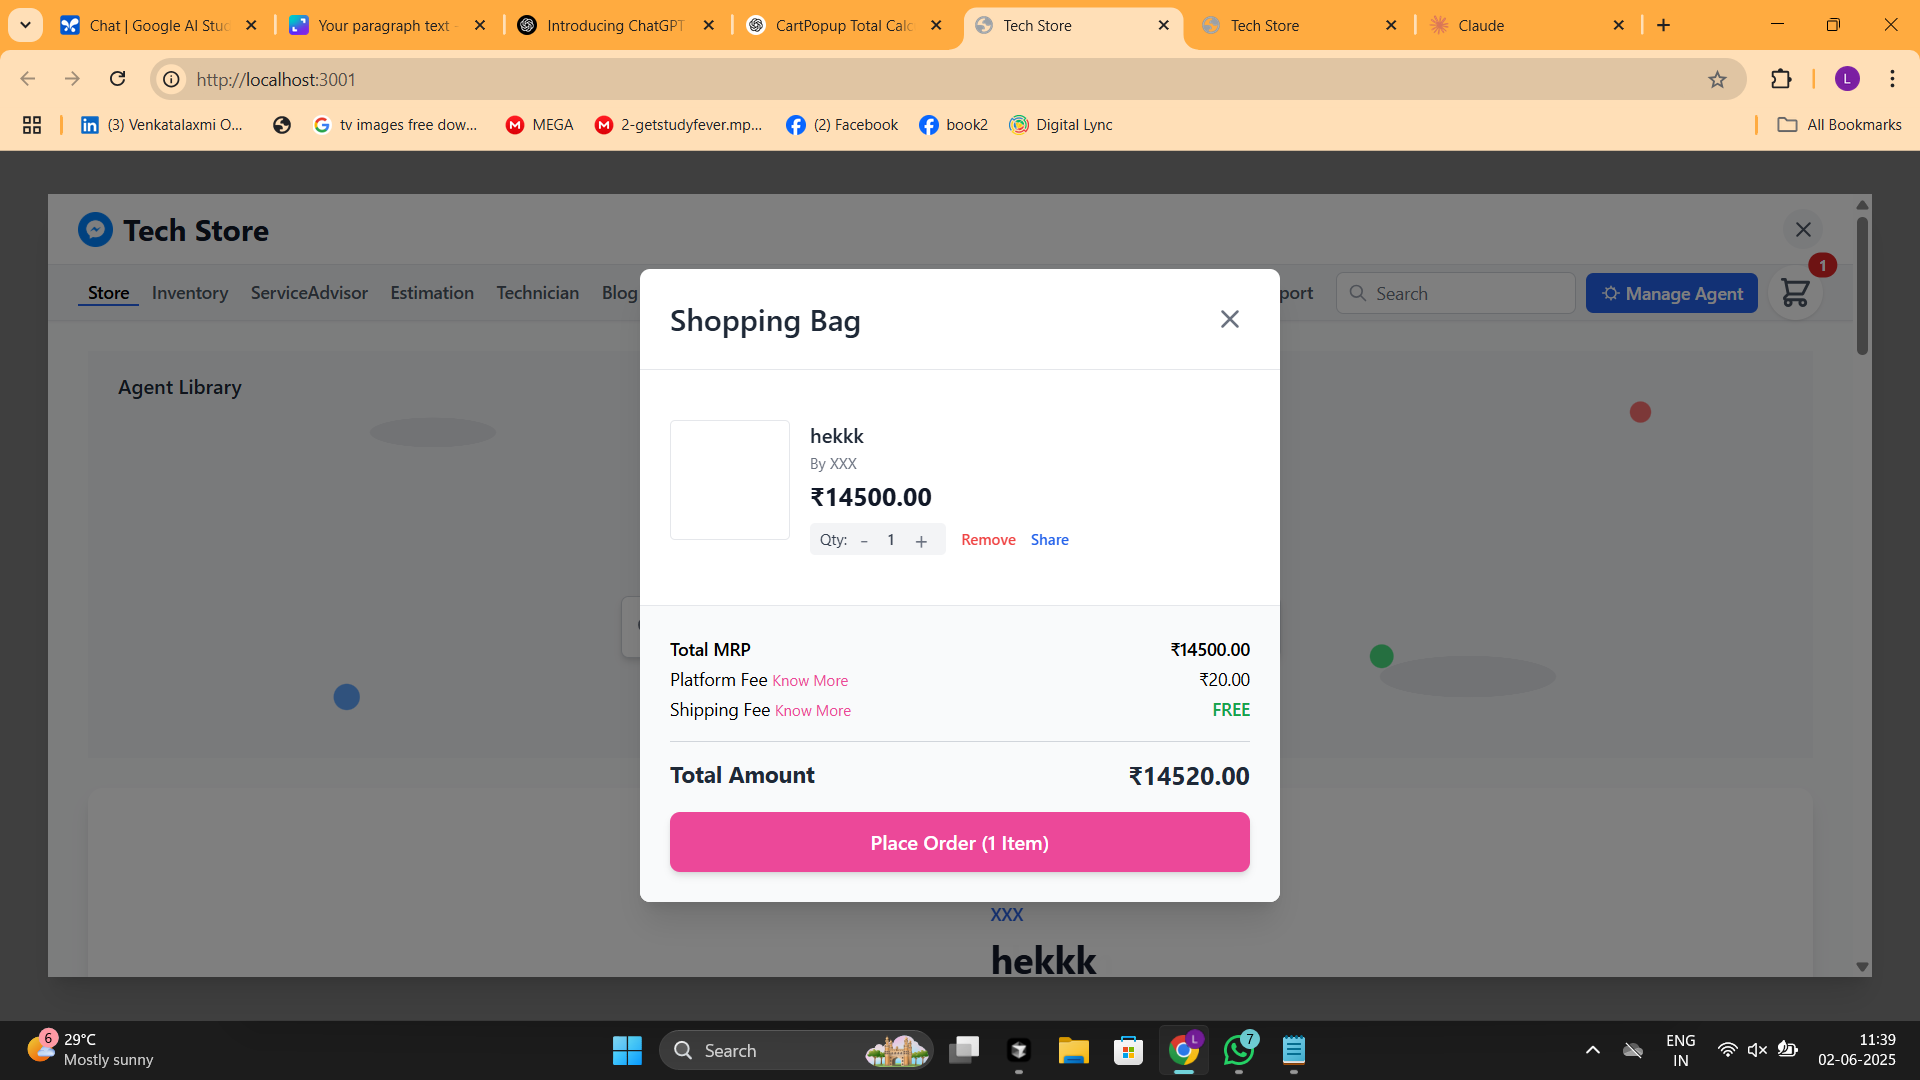 Chat | Google AI Stuc
Your paragraph text -
Introducing ChatGPT
CartPopup Total Calc
Tech Store
Tech Store
Claude
http://localhost:3001
L
(3) Venkatalaxmi O...
tv images free dow...
MEGA
2-getstudyfever.mp...
(2) Facebook
book2
Digital Lync
All Bookmarks
Tech Store
1
Store
Inventory
ServiceAdvisor
Estimation
Technician
Blog
port
Search
Manage Agent
Agent Library
Shopping Bag
hekkk
By XXX
₹14500.00
Qty: - 1 +
Remove
Share
Total MRP ₹14500.00
Platform Fee Know More ₹20.00
Shipping Fee Know More FREE
Total Amount ₹14520.00
Place Order (1 Item)
XXX
hekkk
6
29°C
Mostly sunny
Search
L
7
ENG
IN
11:39
02-06-2025